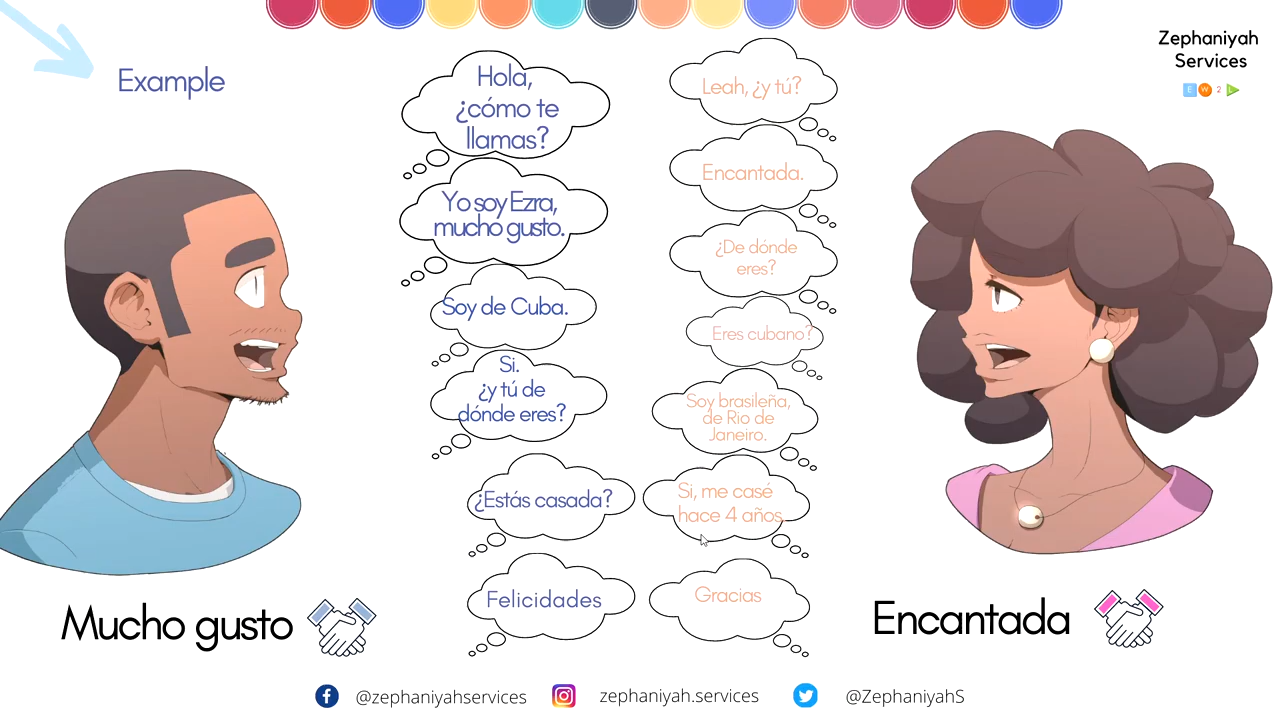 Zephaniyah
Services
E W 2
Example
Hola,
¿cómo te
llamas?
Leah, ¿y tú?
Yo soy Ezra,
mucho gusto.
Encantada.
¿De dónde
eres?
Soy de Cuba.
Eres cubano?
Si.
¿y tú de
dónde eres?
Soy brasileña,
de Rio de
Janeiro.
¿Estás casada?
Si, me casé
hace 4 años.
Felicidades
Gracias
Mucho gusto
Encantada
@zephaniyahservices
zephaniyah.services
@ZephaniyahS